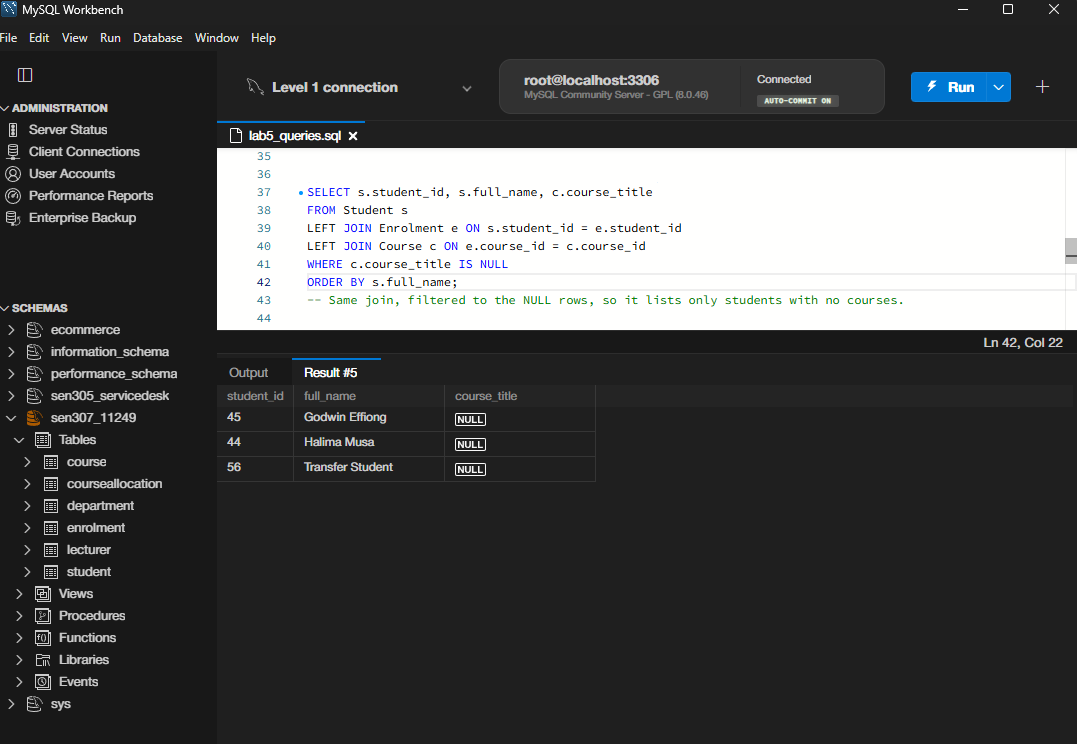 MySQL Workbench
File Edit View Run Database Window Help
Level 1 connection
root@localhost:3306
MySQL Community Server - GPL (8.0.46)
Connected
AUTO-COMMIT ON
Run
ADMINISTRATION
Server Status
Client Connections
User Accounts
Performance Reports
Enterprise Backup
SCHEMAS
ecommerce
information_schema
performance_schema
sen305_servicedesk
sen307_11249
Tables
course
courseallocation
department
enrolment
lecturer
student
Views
Procedures
Functions
Libraries
Events
sys
lab5_queries.sql
35
36
37 SELECT s.student_id, s.full_name, c.course_title
38 FROM Student s
39 LEFT JOIN Enrolment e ON s.student_id = e.student_id
40 LEFT JOIN Course c ON e.course_id = c.course_id
41 WHERE c.course_title IS NULL
42 ORDER BY s.full_name;
43 -- Same join, filtered to the NULL rows, so it lists only students with no courses.
44
Ln 42, Col 22
Output Result #5
student_id full_name course_title
45 Godwin Effiong NULL
44 Halima Musa NULL
56 Transfer Student NULL